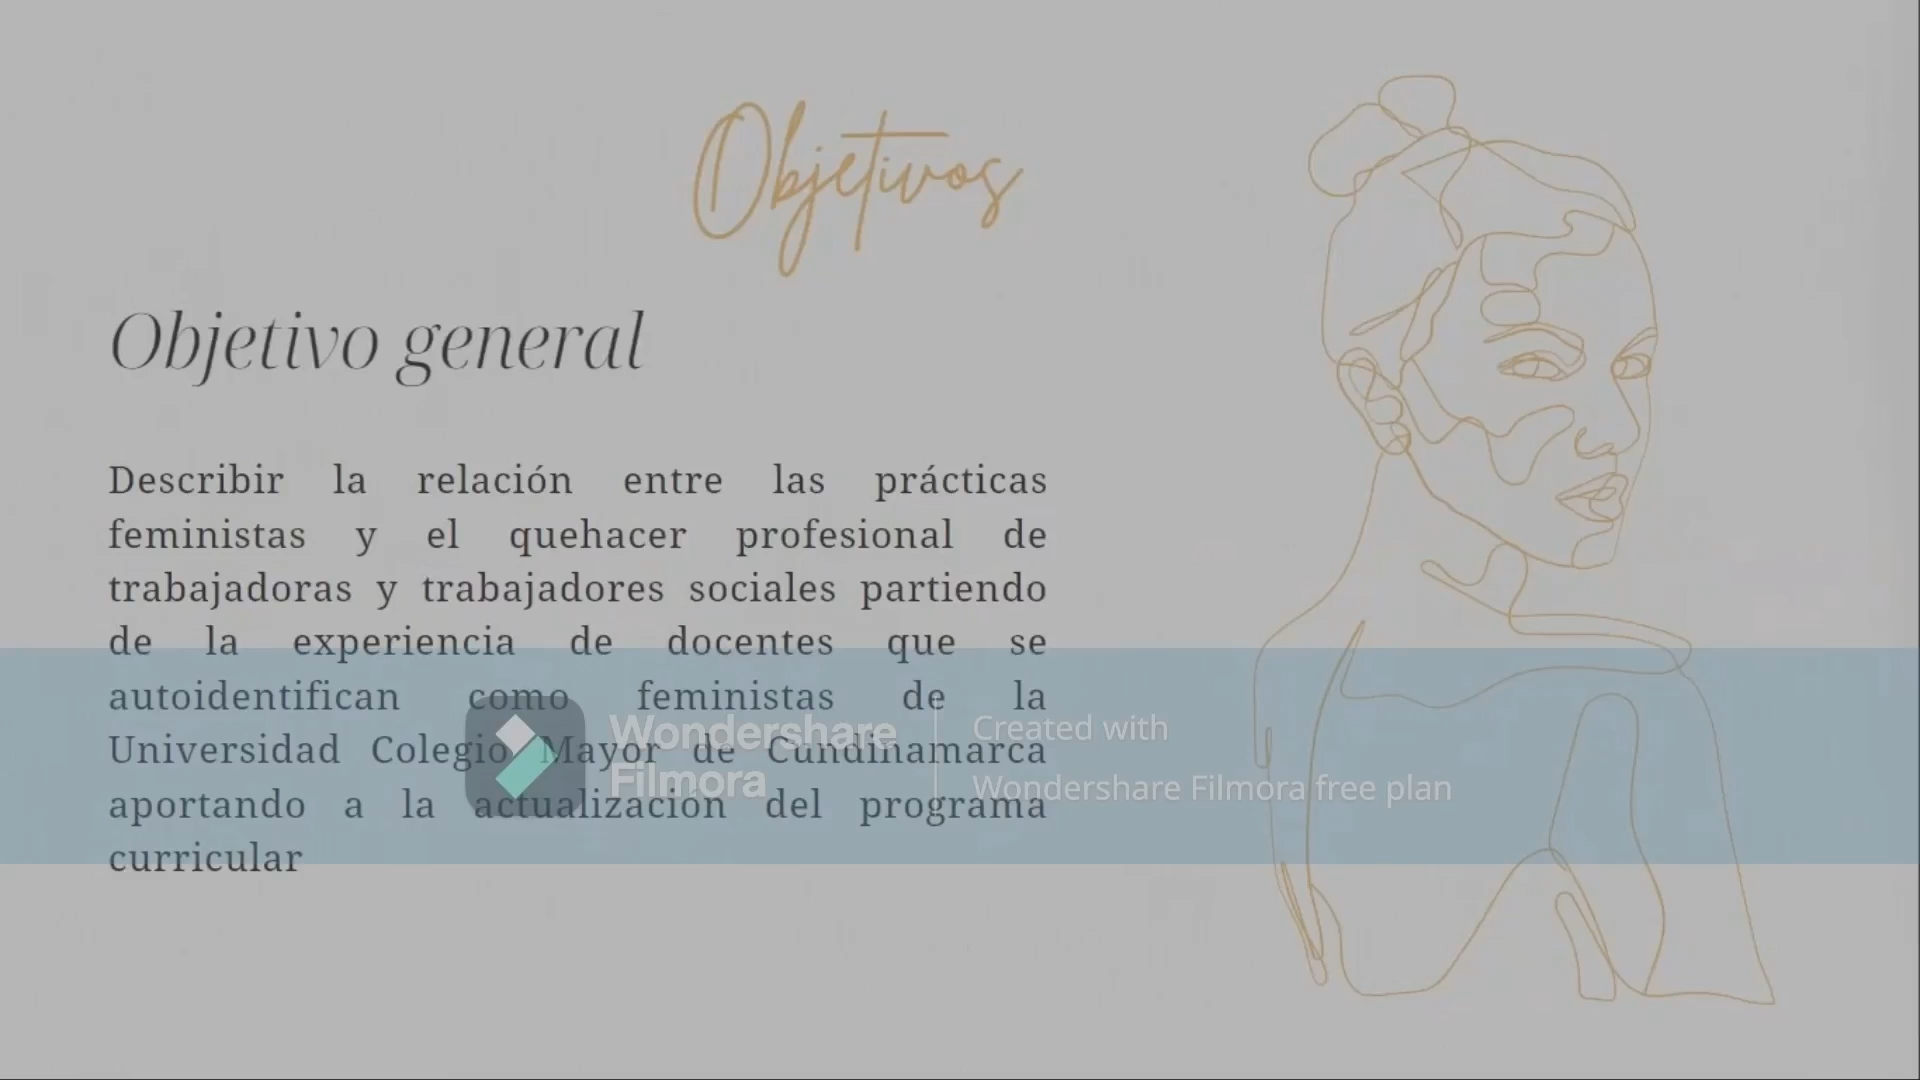 Objetivos
Objetivo general
Describir la relación entre las prácticas
feministas y el quehacer profesional de
trabajadoras y trabajadores sociales partiendo
de la experiencia de docentes que se
autoidentifican como feministas de la
Universidad Colegio Mayor de Cundinamarca
aportando a la actualización del programa
curricular
Wondershare
Filmora
Created with
Wondershare Filmora free plan